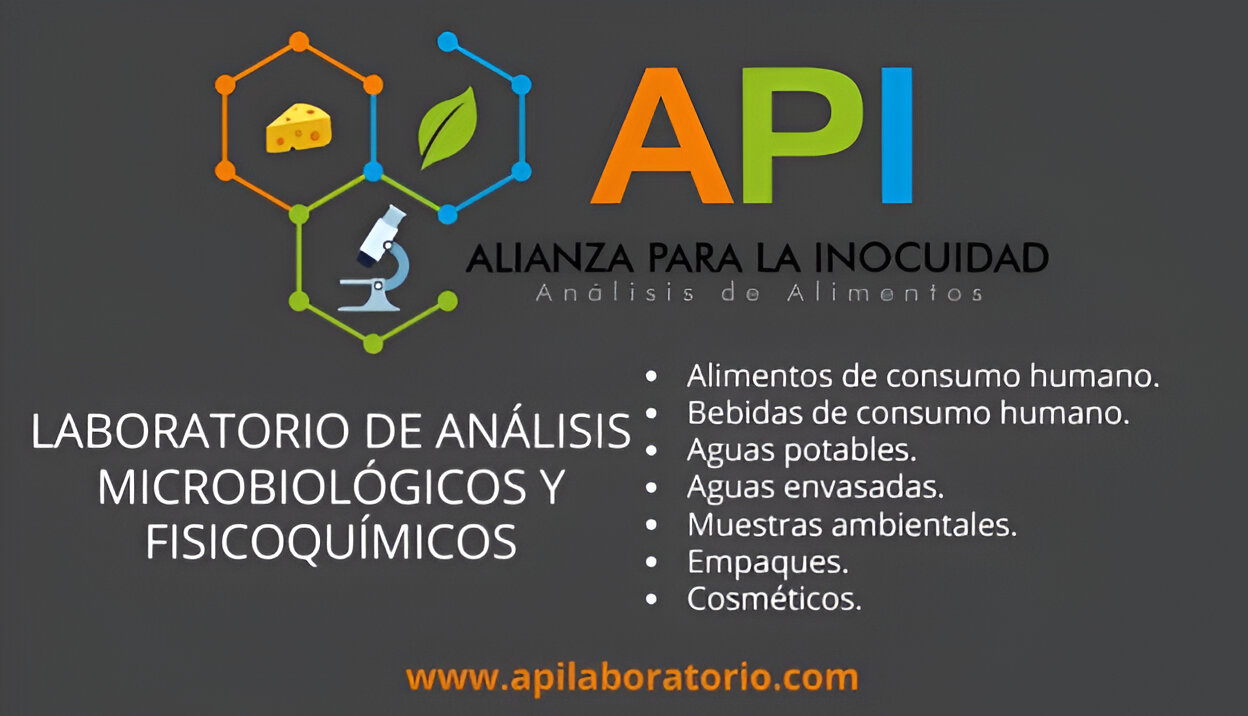 API
ALIANZA PARA LA INOCUIDAD
Análisis de Alimentos
LABORATORIO DE ANÁLISIS
MICROBIOLÓGICOS Y
FISICOQUÍMICOS
• Alimentos de consumo humano.
• Bebidas de consumo humano.
• Aguas potables.
• Aguas envasadas.
• Muestras ambientales.
• Empaques.
• Cosméticos.
www.apilaboratorio.com